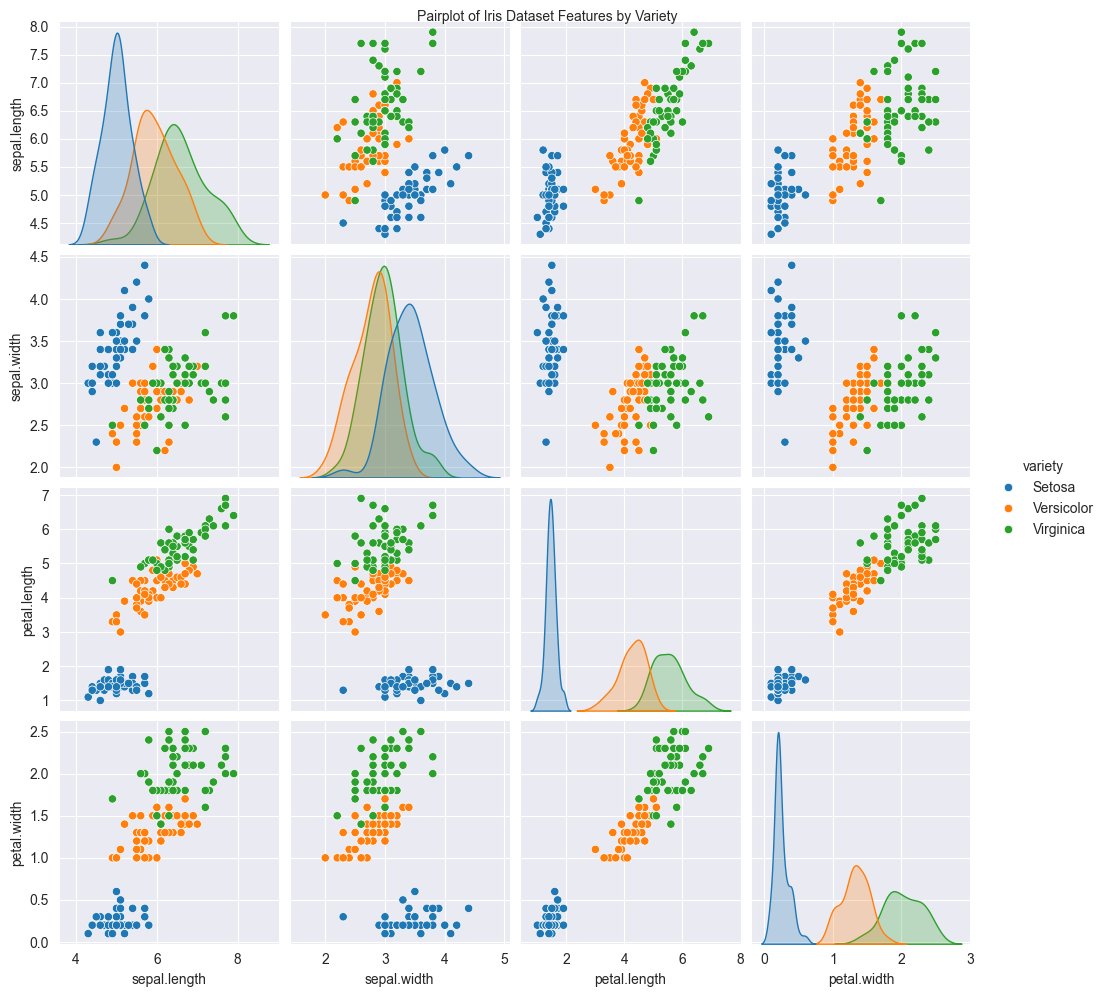 Pairplot of Iris Dataset Features by Variety
sepal.length
8.0
7.5
7.0
6.5
6.0
5.5
5.0
4.5
sepal.width
4.5
4.0
3.5
3.0
2.5
2.0
petal.length
7
6
5
4
3
2
1
petal.width
2.5
2.0
1.5
1.0
0.5
0.0
4 6 8
2 3 4 5
2 4 6 8
0 1 2 3
sepal.length sepal.width petal.length petal.width
variety
Setosa
Versicolor
Virginica